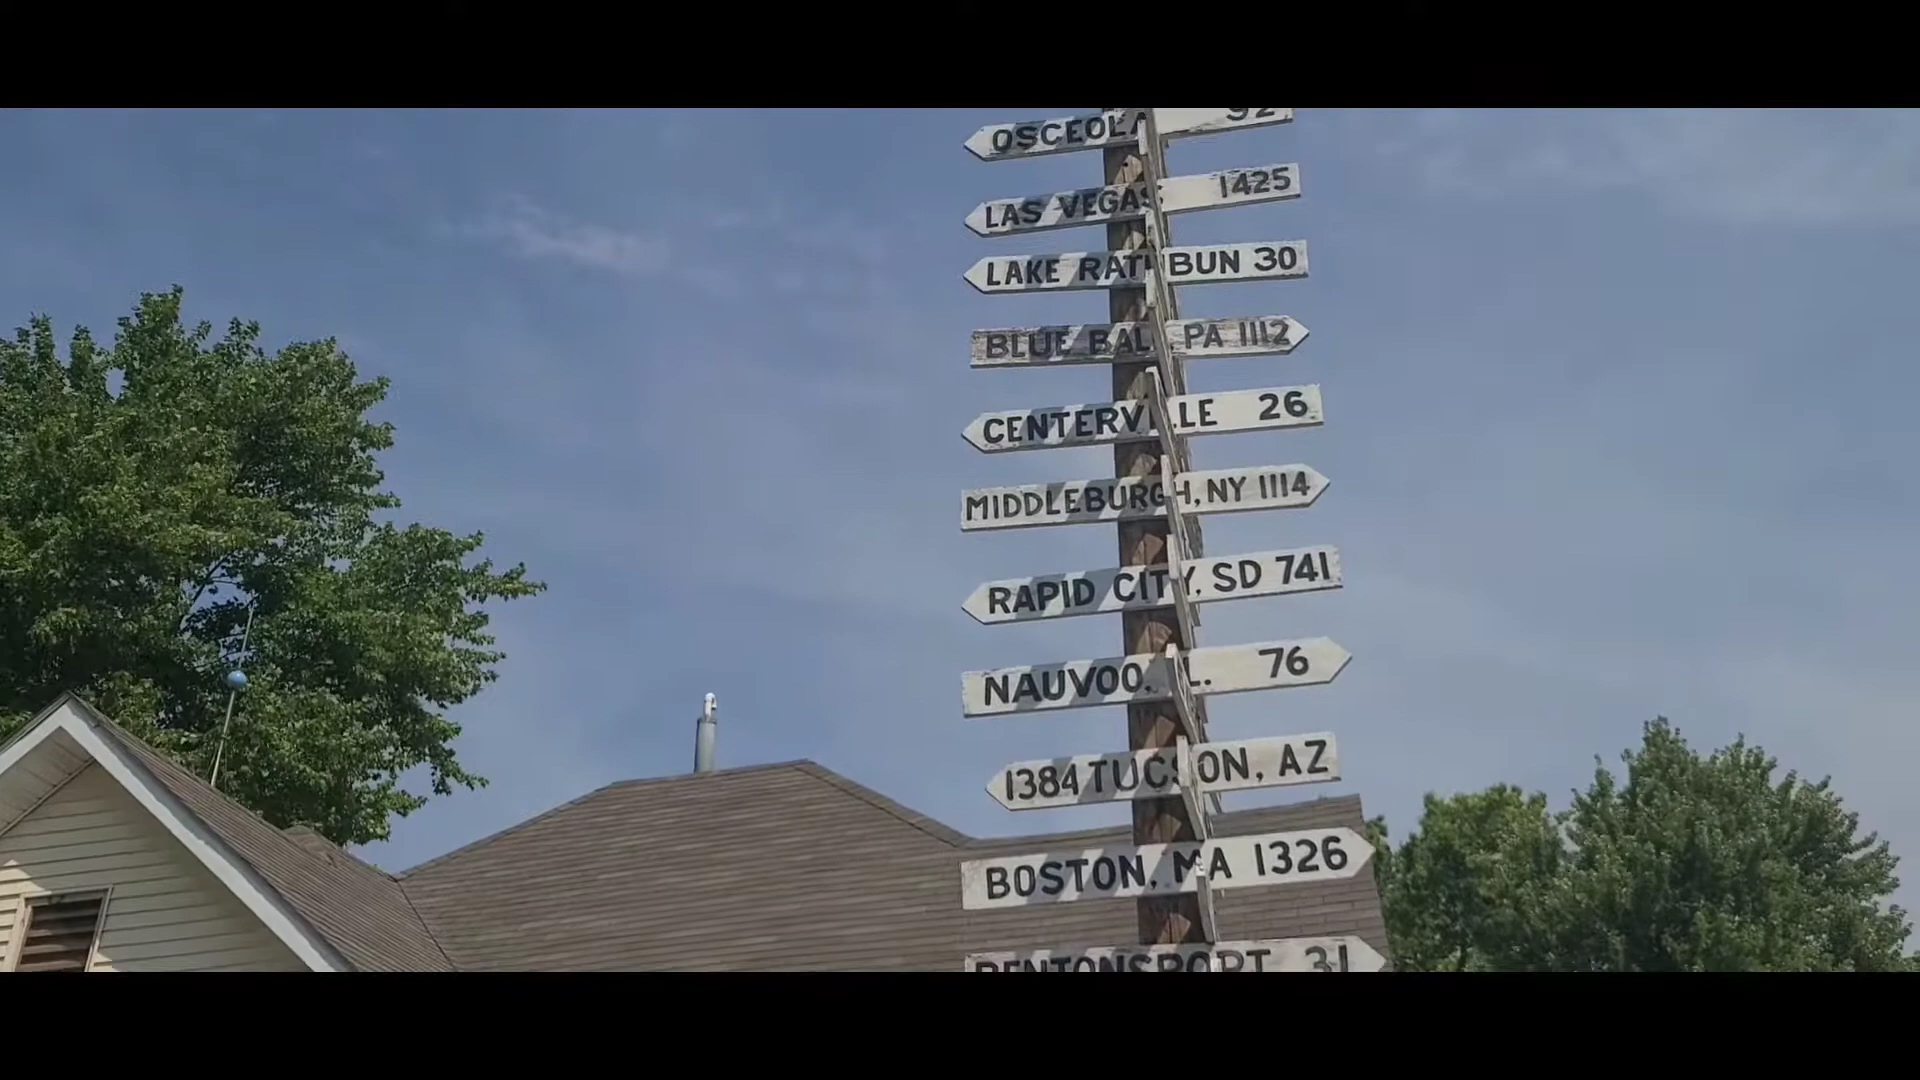 OSCEOLA 92
LAS VEGAS 1425
LAKE RATHBUN 30
BLUE BALL PA 1112
CENTERVILLE 26
MIDDLEBURGH, NY 1114
RAPID CITY, SD 741
NAUVOO, IL. 76
1384 TUCSON, AZ
BOSTON, MA 1326
BENTONSPORT 31